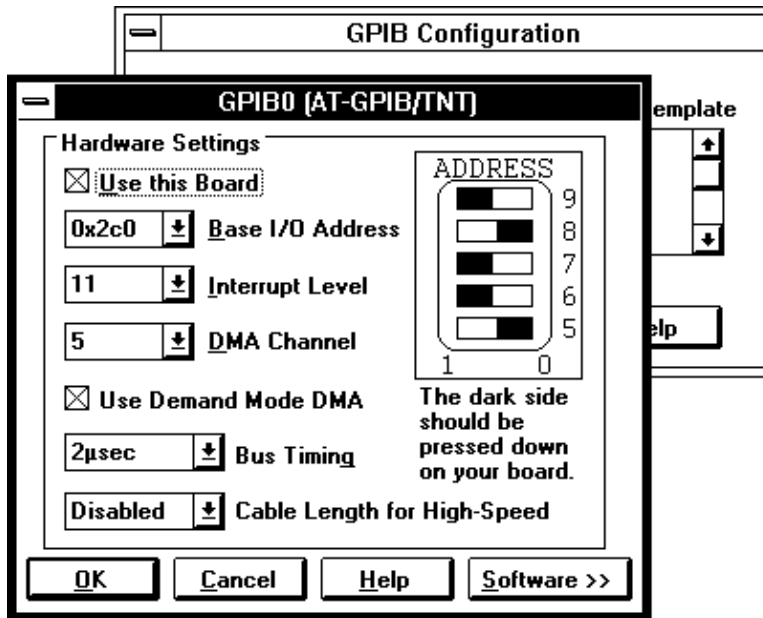 GPIB Configuration
GPIB0 (AT-GPIB/TNT)
emplate
Hardware Settings
Use this Board
0x2c0 Base I/O Address
11 Interrupt Level
5 DMA Channel
Use Demand Mode DMA
2µsec Bus Timing
Disabled Cable Length for High-Speed
ADDRESS
9
8
7
6
5
1 0
The dark side
should be
pressed down
on your board.
elp
OK Cancel Help Software >>